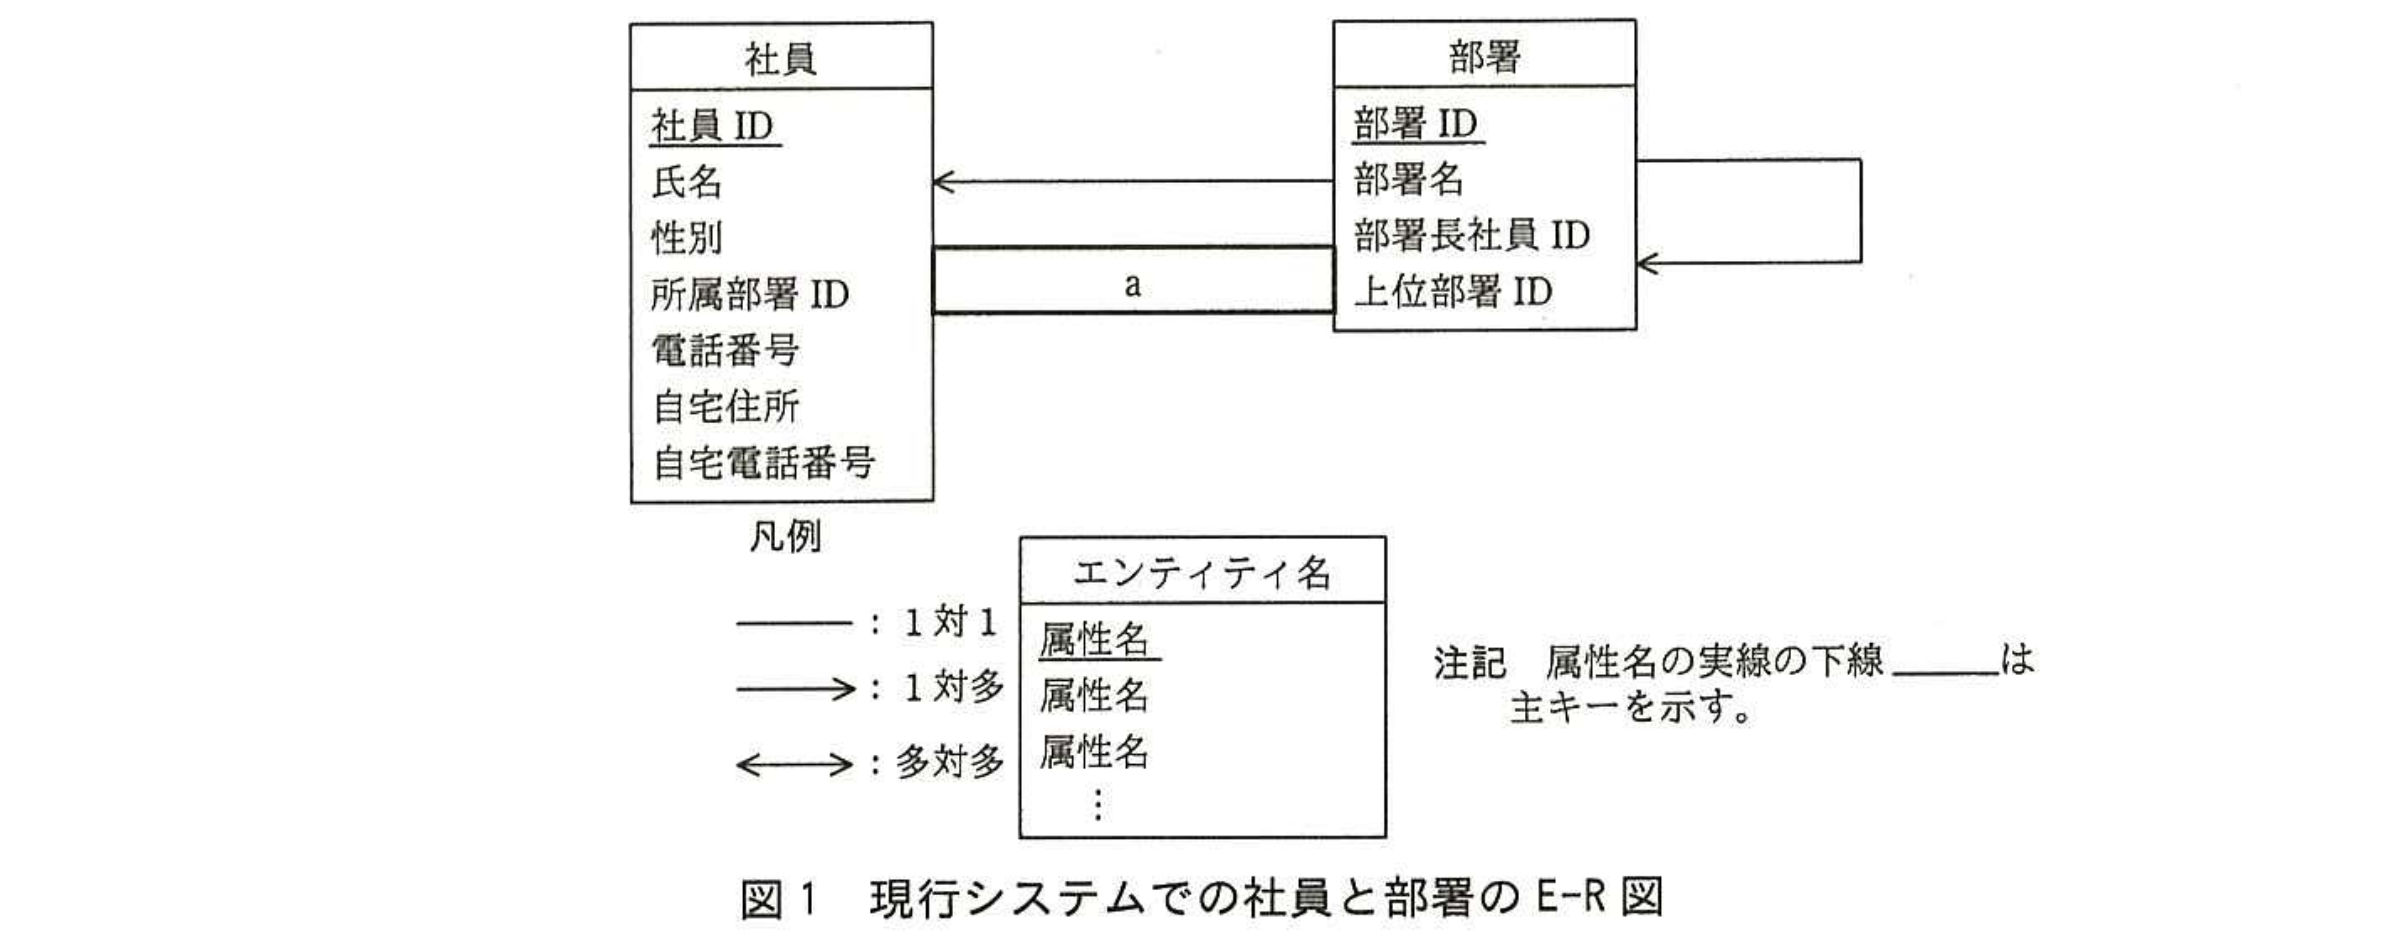 社員
社員 ID
氏名
性別
所属部署 ID
電話番号
自宅住所
自宅電話番号
a
部署
部署 ID
部署名
部署長社員 ID
上位部署 ID
凡例
：1 対 1
：1 対多
：多対多
エンティティ名
属性名
属性名
属性名
⋮
注記　属性名の実線の下線＿＿＿は
主キーを示す。
図 1　現行システムでの社員と部署の E-R 図